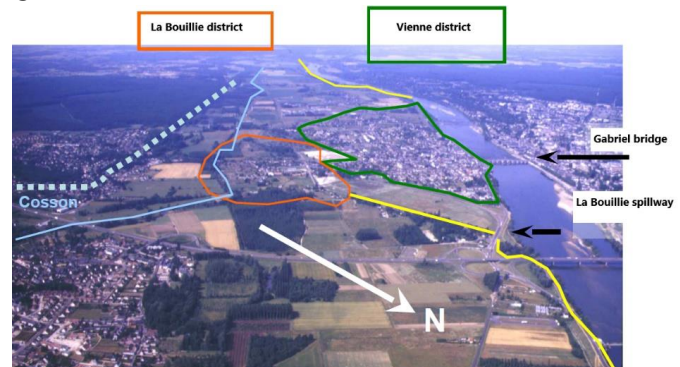 La Bouillie district
Vienne district
Gabriel bridge
La Bouillie spillway
Cosson
N